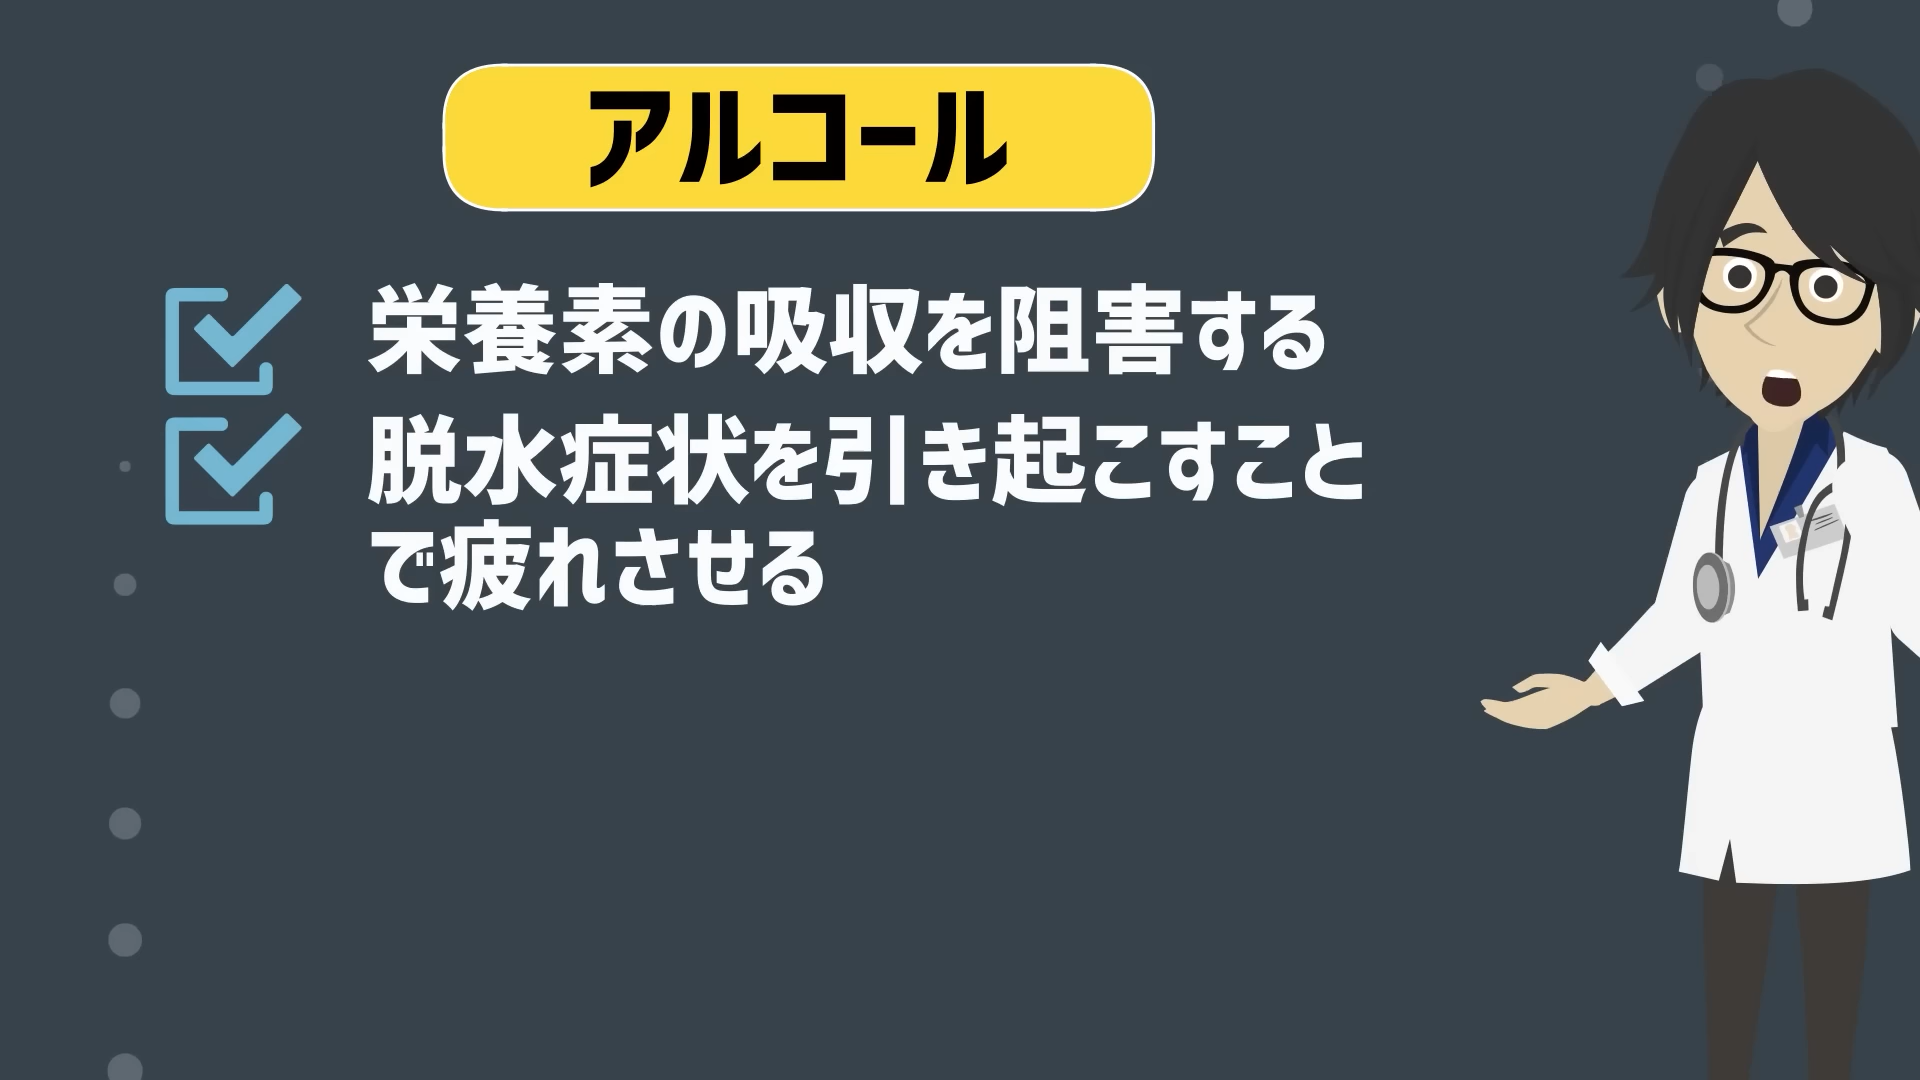 アルコール
栄養素の吸収を阻害する
脱水症状を引き起こすこと
で疲れさせる